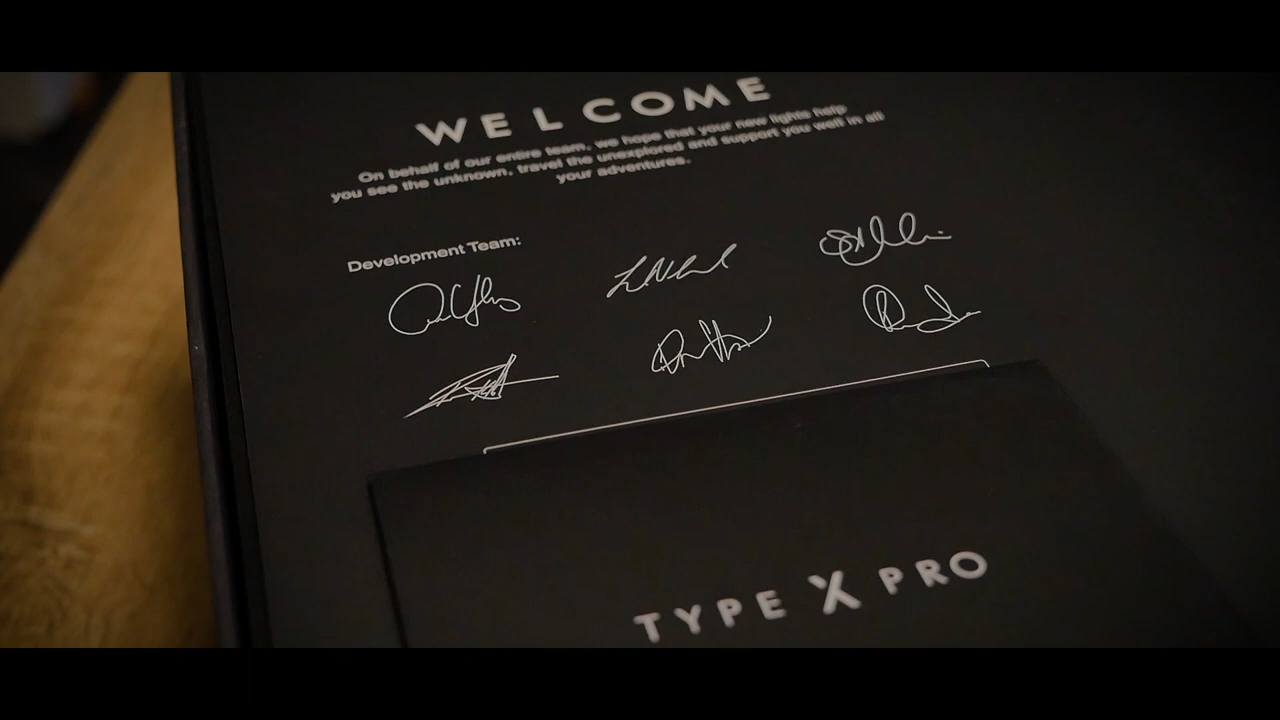 WELCOME
On behalf of our entire team, we hope that your new lights help
you see the unknown, travel the unexplored and support you well in all
your adventures.
Development Team:
TYPE X PRO